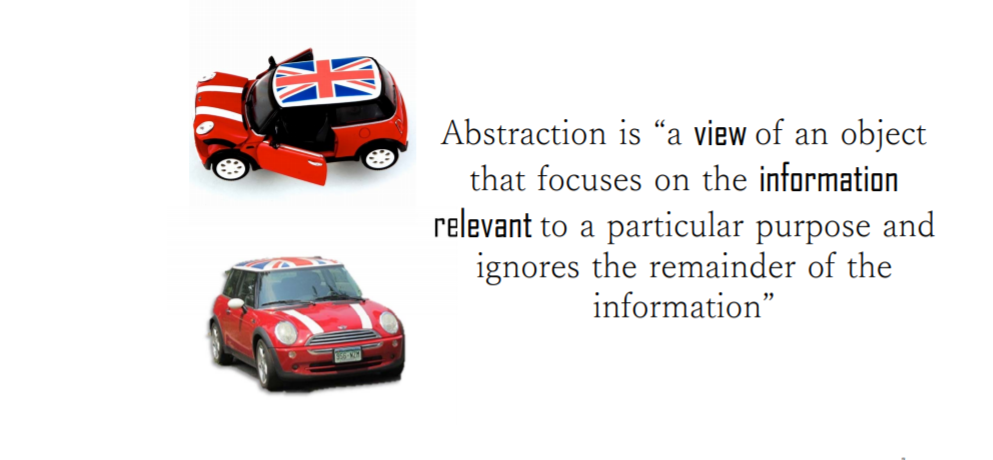 Abstraction is “a view of an object
that focuses on the information
relevant to a particular purpose and
ignores the remainder of the
information”